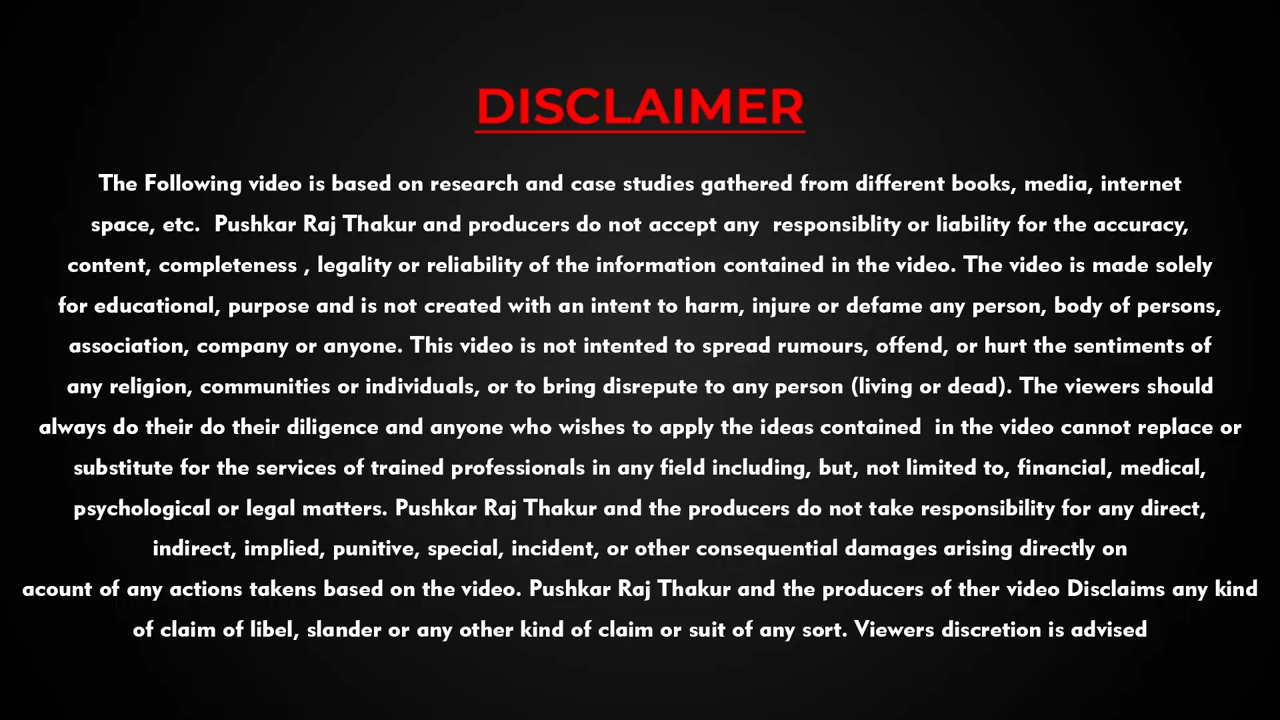 DISCLAIMER
The Following video is based on research and case studies gathered from different books, media, internet
space, etc.  Pushkar Raj Thakur and producers do not accept any  responsiblity or liability for the accuracy,
content, completeness , legality or reliability of the information contained in the video. The video is made solely
for educational, purpose and is not created with an intent to harm, injure or defame any person, body of persons,
association, company or anyone. This video is not intented to spread rumours, offend, or hurt the sentiments of
any religion, communities or individuals, or to bring disrepute to any person (living or dead). The viewers should
always do their do their diligence and anyone who wishes to apply the ideas contained  in the video cannot replace or
substitute for the services of trained professionals in any field including, but, not limited to, financial, medical,
psychological or legal matters. Pushkar Raj Thakur and the producers do not take responsibility for any direct,
indirect, implied, punitive, special, incident, or other consequential damages arising directly on
acount of any actions takens based on the video. Pushkar Raj Thakur and the producers of ther video Disclaims any kind
of claim of libel, slander or any other kind of claim or suit of any sort. Viewers discretion is advised